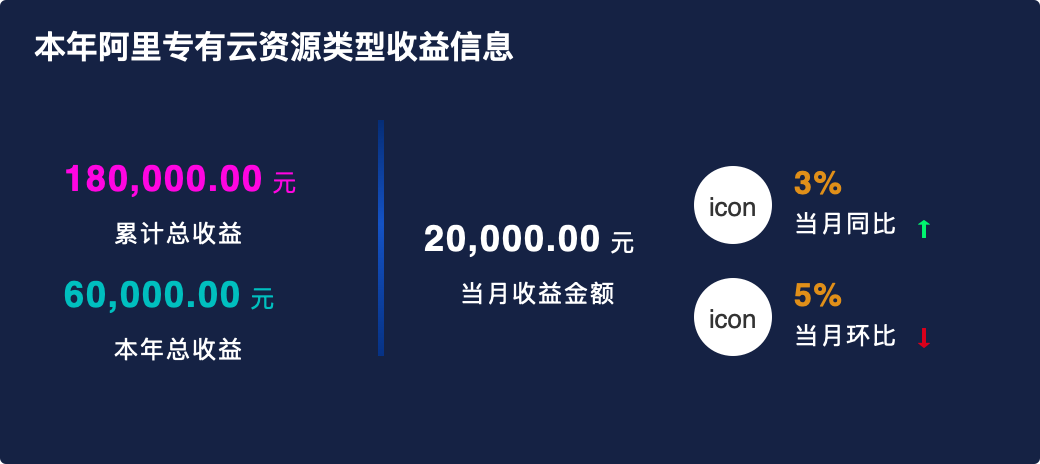 本年阿里专有云资源类型收益信息
180,000.00 元
累计总收益
60,000.00 元
本年总收益
20,000.00 元
当月收益金额
icon
3%
当月同比
icon
5%
当月环比